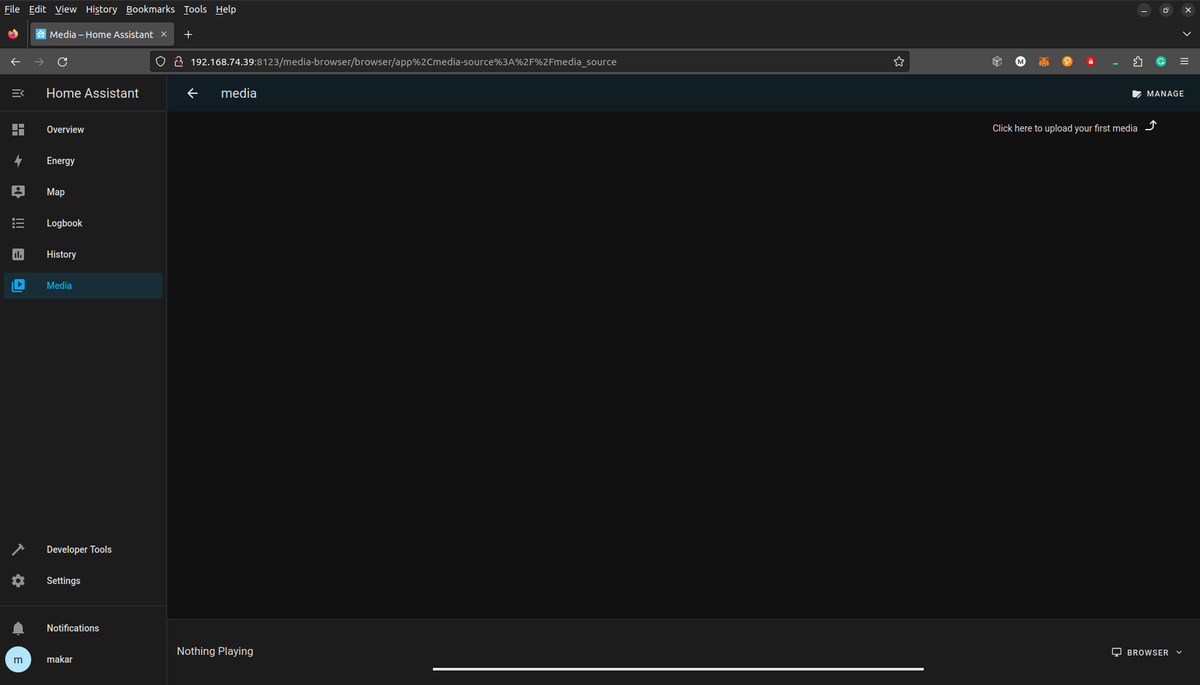 File Edit View History Bookmarks Tools Help
Media – Home Assistant
192.168.74.39:8123/media-browser/browser/app%2Cmedia-source%3A%2F%2Fmedia_source
Home Assistant
media
MANAGE
Click here to upload your first media
Overview
Energy
Map
Logbook
History
Media
Developer Tools
Settings
Notifications
m makar
Nothing Playing
BROWSER